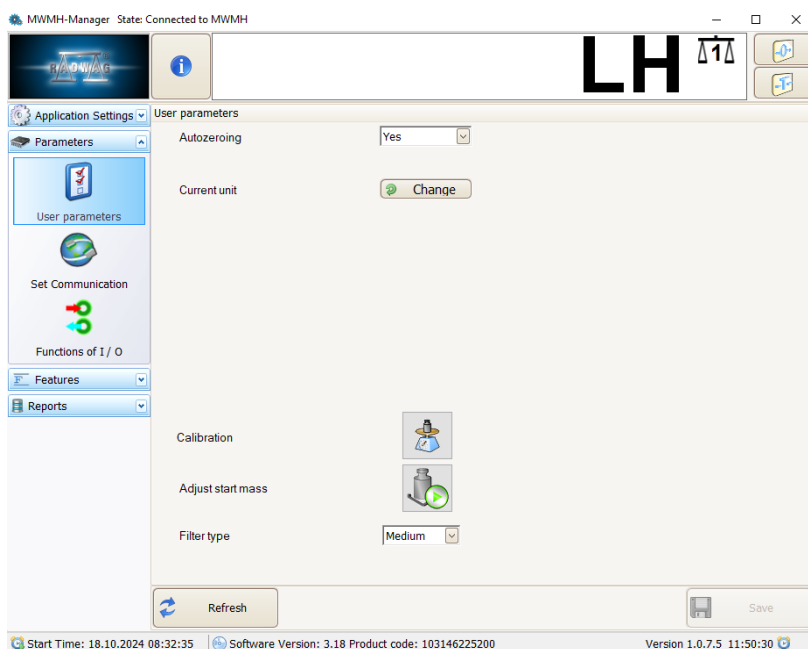 MWMH-Manager State: Connected to MWMH
RADWAG
LH
1
-0-
-T-
Application Settings
User parameters
Parameters
Autozeroing
Yes
User parameters
Current unit
Change
Set Communication
Functions of I / O
Features
Reports
Calibration
Adjust start mass
Filter type
Medium
Refresh
Save
Start Time: 18.10.2024 08:32:35
Software Version: 3.18 Product code: 103146225200
Version 1.0.7.5 11:50:30